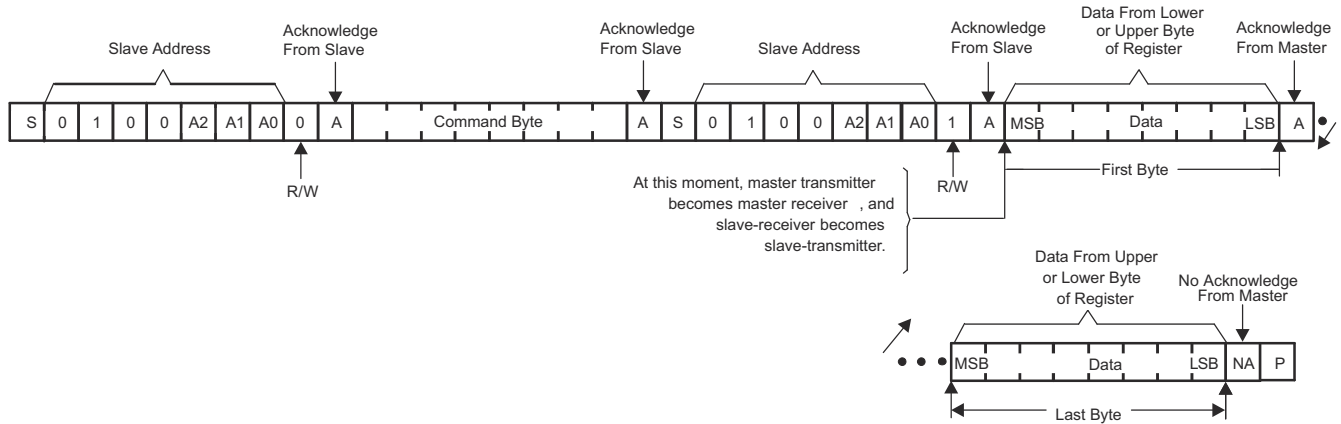 Slave Address
Acknowledge
From Slave
Acknowledge
From Slave
Slave Address
Acknowledge
From Slave
Data From Lower
or Upper Byte
of Register
Acknowledge
From Master
S 0 1 0 0 A2 A1 A0 0 A Command Byte A S 0 1 0 0 A2 A1 A0 1 A MSB Data LSB A
R/W
R/W
First Byte
At this moment, master transmitter
becomes master receiver , and
slave-receiver becomes
slave-transmitter.
Data From Upper
or Lower Byte
of Register
No Acknowledge
From Master
MSB Data LSB NA P
Last Byte